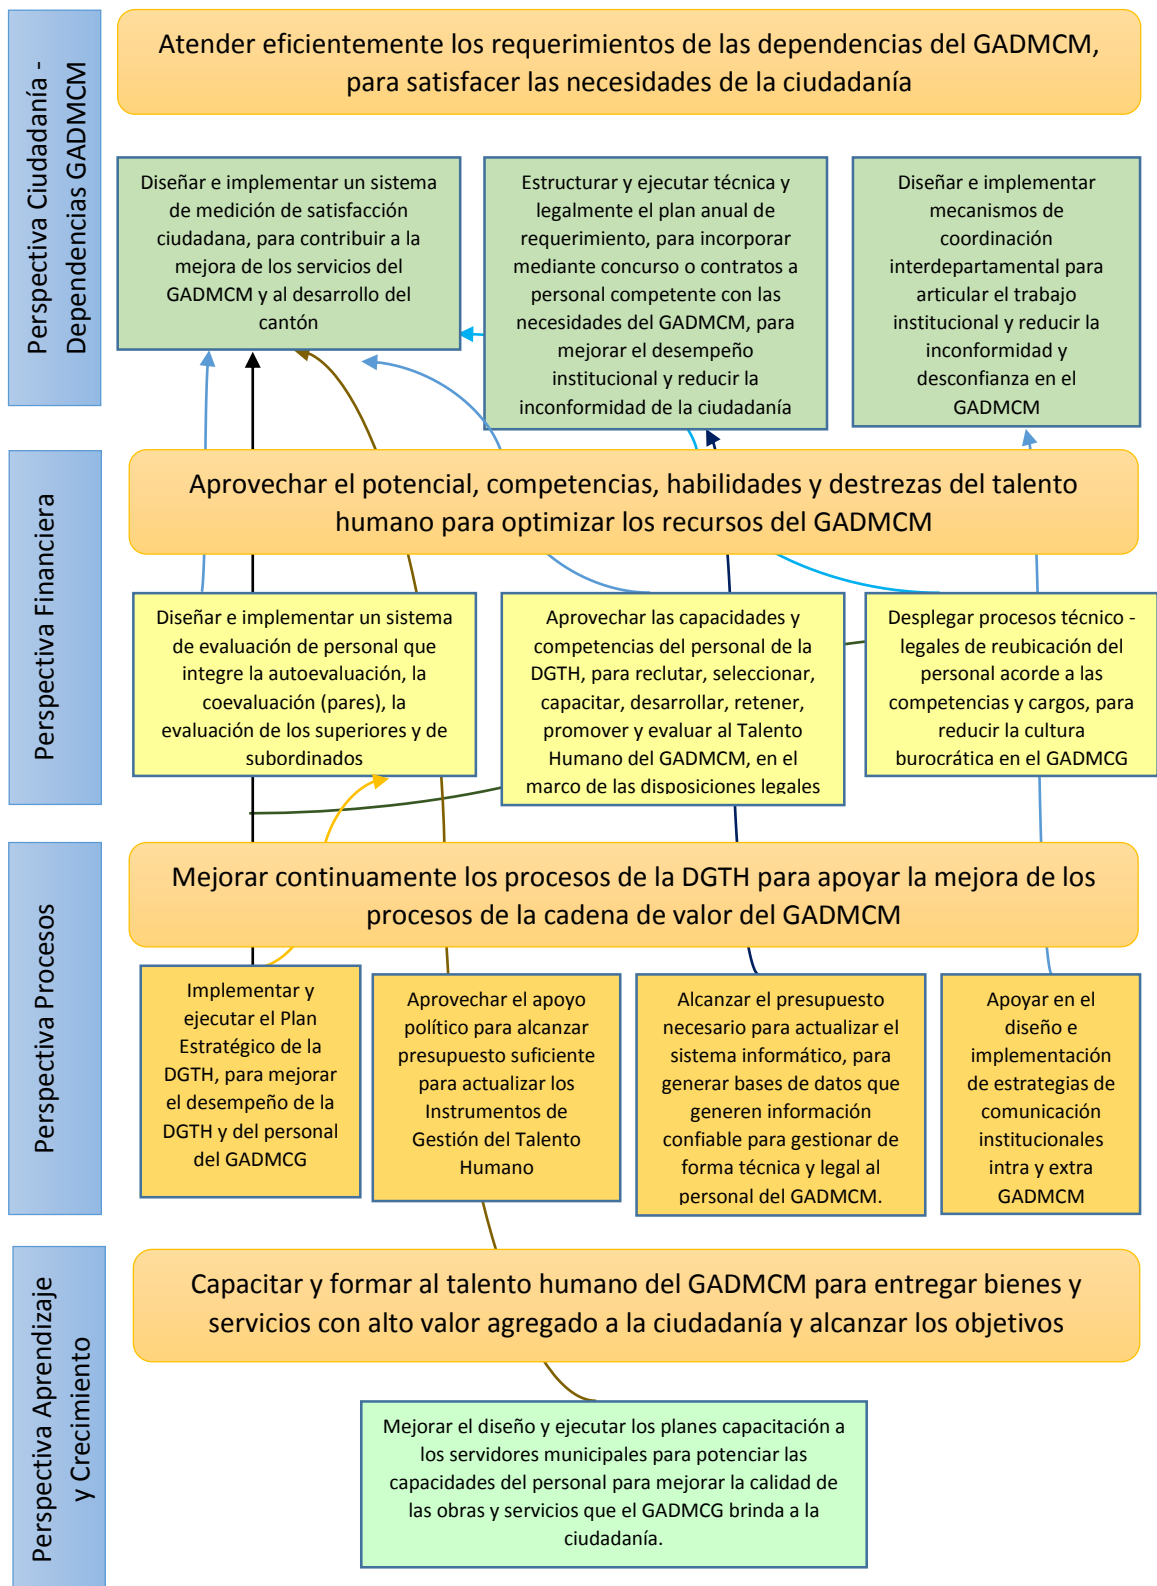 Perspectiva Ciudadanía -
Dependencias GADMCM
Atender eficientemente los requerimientos de las dependencias del GADMCM,
para satisfacer las necesidades de la ciudadanía
Diseñar e implementar un sistema
de medición de satisfacción
ciudadana, para contribuir a la
mejora de los servicios del
GADMCM y al desarrollo del
cantón
Estructurar y ejecutar técnica y
legalmente el plan anual de
requerimiento, para incorporar
mediante concurso o contratos a
personal competente con las
necesidades del GADMCM, para
mejorar el desempeño
institucional y reducir la
inconformidad de la ciudadanía
Diseñar e implementar
mecanismos de
coordinación
interdepartamental para
articular el trabajo
institucional y reducir la
inconformidad y
desconfianza en el
GADMCM
Perspectiva Financiera
Aprovechar el potencial, competencias, habilidades y destrezas del talento
humano para optimizar los recursos del GADMCM
Diseñar e implementar un sistema
de evaluación de personal que
integre la autoevaluación, la
coevaluación (pares), la
evaluación de los superiores y de
subordinados
Aprovechar las capacidades y
competencias del personal de la
DGTH, para reclutar, seleccionar,
capacitar, desarrollar, retener,
promover y evaluar al Talento
Humano del GADMCM, en el
marco de las disposiciones legales
Desplegar procesos técnico -
legales de reubicación del
personal acorde a las
competencias y cargos, para
reducir la cultura
burocrática en el GADMCG
Perspectiva Procesos
Mejorar continuamente los procesos de la DGTH para apoyar la mejora de los
procesos de la cadena de valor del GADMCM
Implementar y
ejecutar el Plan
Estratégico de la
DGTH, para mejorar
el desempeño de la
DGTH y del personal
del GADMCG
Aprovechar el apoyo
político para alcanzar
presupuesto suficiente
para actualizar los
Instrumentos de
Gestión del Talento
Humano
Alcanzar el presupuesto
necesario para actualizar el
sistema informático, para
generar bases de datos que
generen información
confiable para gestionar de
forma técnica y legal al
personal del GADMCM.
Apoyar en el
diseño e
implementación
de estrategias de
comunicación
institucionales
intra y extra
GADMCM
Perspectiva Aprendizaje
y Crecimiento
Capacitar y formar al talento humano del GADMCM para entregar bienes y
servicios con alto valor agregado a la ciudadanía y alcanzar los objetivos
Mejorar el diseño y ejecutar los planes capacitación a
los servidores municipales para potenciar las
capacidades del personal para mejorar la calidad de
las obras y servicios que el GADMCG brinda a la
ciudadanía.